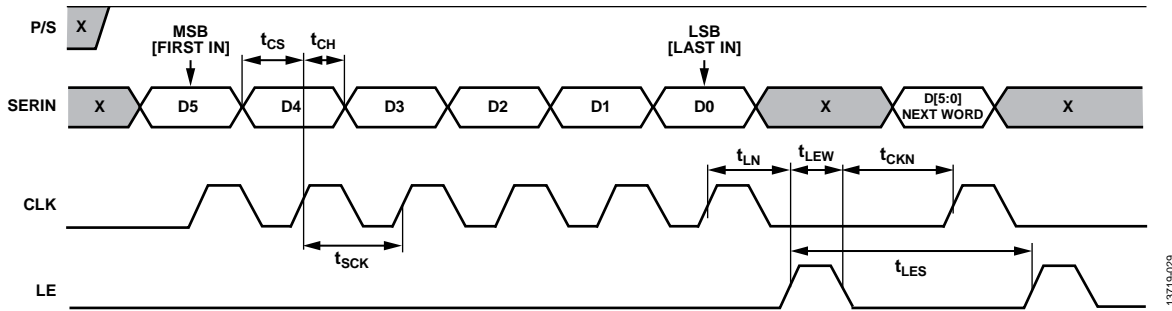 P/S X
MSB
[FIRST IN]
tCS tCH
LSB
[LAST IN]
SERIN X D5 D4 D3 D2 D1 D0 X D[5:0]
NEXT WORD X
tLN tLEW tCKN
CLK
tSCK
tLES
LE
13719-029